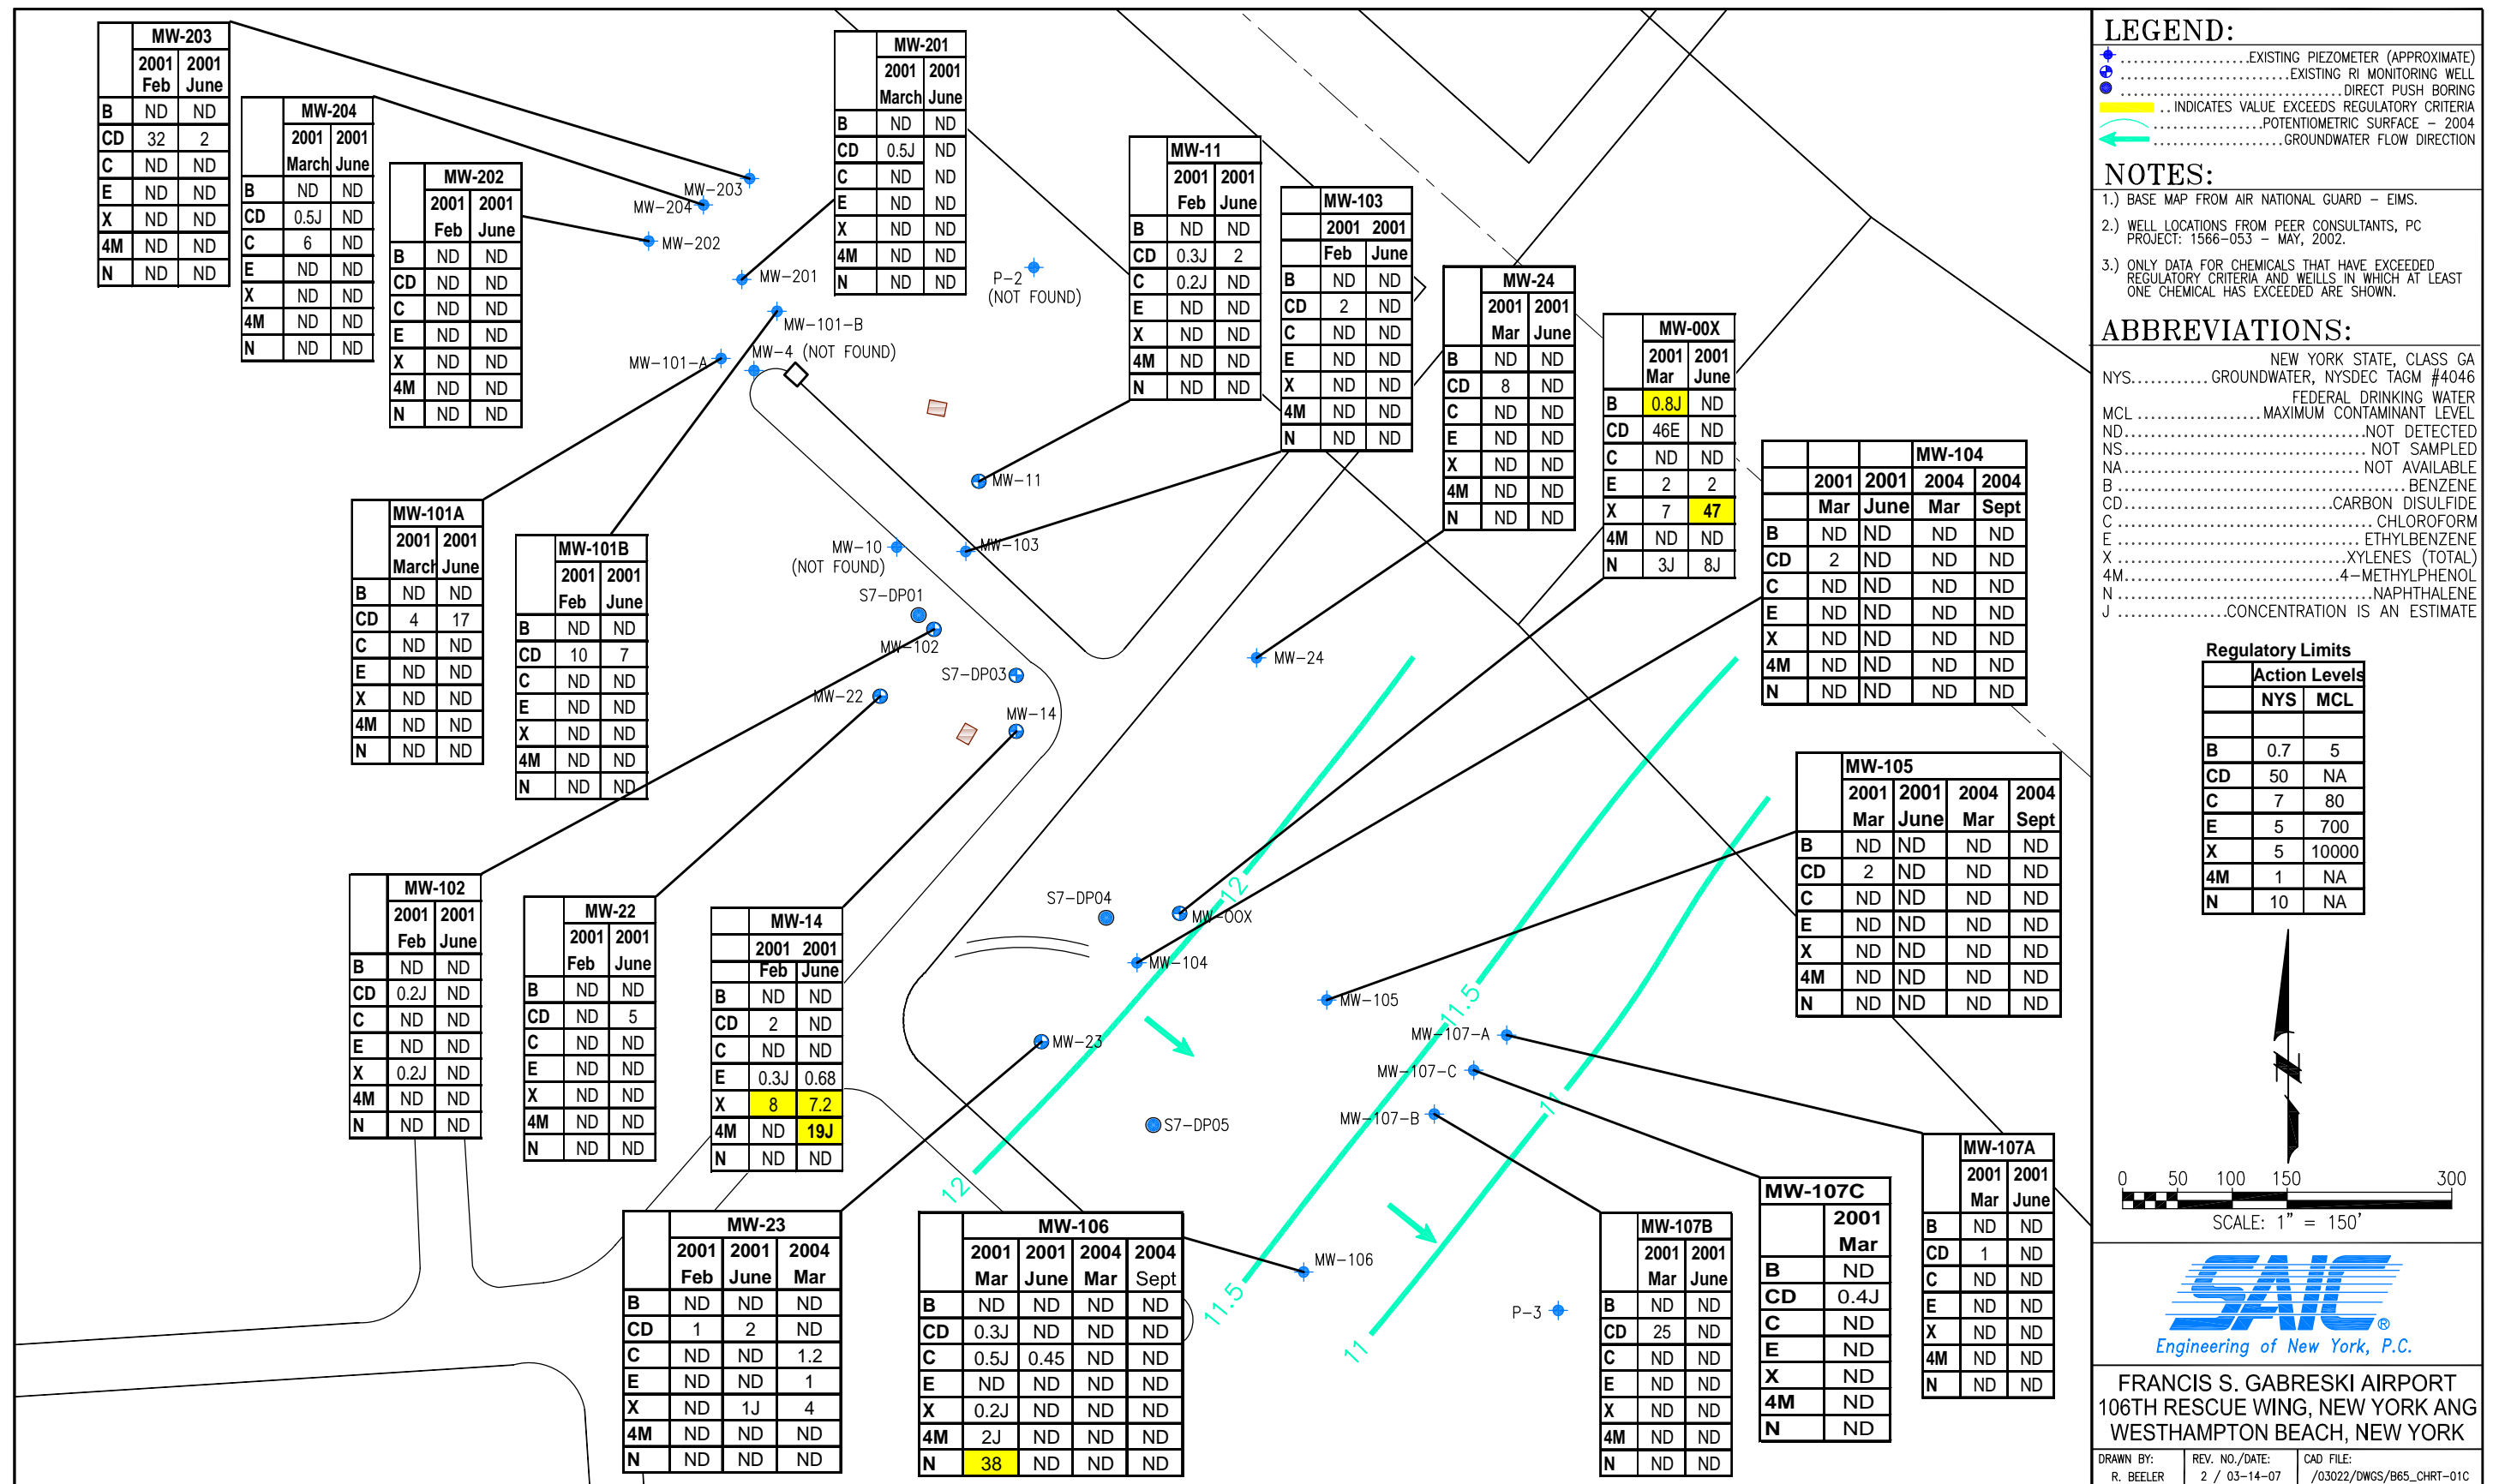 MW-203
2001 2001
Feb June
B ND ND
CD 32 2
C ND ND
E ND ND
X ND ND
4M ND ND
N ND ND
MW-204
2001 2001
March June
B ND ND
CD 0.5J ND
C 6 ND
E ND ND
X ND ND
4M ND ND
N ND ND
MW-202
2001 2001
Feb June
B ND ND
CD ND ND
C ND ND
E ND ND
X ND ND
4M ND ND
N ND ND
MW-201
2001 2001
March June
B ND ND
CD 0.5J ND
C ND ND
E ND ND
X ND ND
4M ND ND
N ND ND
MW-11
2001 2001
Feb June
B ND ND
CD 0.3J 2
C 0.2J ND
E ND ND
X ND ND
4M ND ND
N ND ND
MW-103
2001 2001
Feb June
B ND ND
CD 2 ND
C ND ND
E ND ND
X ND ND
4M ND ND
N ND ND
MW-24
2001 2001
Mar June
B ND ND
CD 8 ND
C ND ND
E ND ND
X ND ND
4M ND ND
N ND ND
MW-00X
2001 2001
Mar June
B 0.8J ND
CD 46E ND
C ND ND
E 2 2
X 7 47
4M ND ND
N 3J 8J
MW-104
2001 2001 2004 2004
Mar June Mar Sept
B ND ND ND ND
CD 2 ND ND ND
C ND ND ND ND
E ND ND ND ND
X ND ND ND ND
4M ND ND ND ND
N ND ND ND ND
MW-203
MW-204
MW-202
MW-201
P-2
(NOT FOUND)
MW-101-B
MW-4 (NOT FOUND)
MW-101-A
MW-11
MW-10
(NOT FOUND)
MW-103
S7-DP01
MW-102
S7-DP03
MW-24
MW-22
MW-14
MW-101A
2001 2001
March June
B ND ND
CD 4 17
C ND ND
E ND ND
X ND ND
4M ND ND
N ND ND
MW-101B
2001 2001
Feb June
B ND ND
CD 10 7
C ND ND
E ND ND
X ND ND
4M ND ND
N ND ND
MW-105
2001 2001 2004 2004
Mar June Mar Sept
B ND ND ND ND
CD 2 ND ND ND
C ND ND ND ND
E ND ND ND ND
X ND ND ND ND
4M ND ND ND ND
N ND ND ND ND
MW-102
2001 2001
Feb June
B ND ND
CD 0.2J ND
C ND ND
E ND ND
X 0.2J ND
4M ND ND
N ND ND
MW-22
2001 2001
Feb June
B ND ND
CD ND 5
C ND ND
E ND ND
X ND ND
4M ND ND
N ND ND
MW-14
2001 2001
Feb June
B ND ND
CD 2 ND
C ND ND
E 0.3J 0.68
X 8 7.2
4M ND 19J
N ND ND
12
S7-DP04
MW-00X
MW-104
11.5
MW-105
MW-107-A
MW-23
MW-107-C
11
MW-107-B
S7-DP05
12
MW-106
11.5
P-3
11
MW-23
2001 2001 2004
Feb June Mar
B ND ND ND
CD 1 2 ND
C ND ND 1.2
E ND ND 1
X ND 1J 4
4M ND ND ND
N ND ND ND
MW-106
2001 2001 2004 2004
Mar June Mar Sept
B ND ND ND ND
CD 0.3J ND ND ND
C 0.5J 0.45 ND ND
E ND ND ND ND
X 0.2J ND ND ND
4M 2J ND ND ND
N 38 ND ND ND
MW-107B
2001 2001
Mar June
B ND ND
CD 25 ND
C ND ND
E ND ND
X ND ND
4M ND ND
N ND ND
MW-107C
2001
Mar
B ND
CD 0.4J
C ND
E ND
X ND
4M ND
N ND
MW-107A
2001 2001
Mar June
B ND ND
CD 1 ND
C ND ND
E ND ND
X ND ND
4M ND ND
N ND ND
LEGEND:
....................EXISTING PIEZOMETER (APPROXIMATE)
..........................EXISTING RI MONITORING WELL
..................................DIRECT PUSH BORING
.. INDICATES VALUE EXCEEDS REGULATORY CRITERIA
.................POTENTIOMETRIC SURFACE – 2004
....................GROUNDWATER FLOW DIRECTION
NOTES:
1.) BASE MAP FROM AIR NATIONAL GUARD – EIMS.
2.) WELL LOCATIONS FROM PEER CONSULTANTS, PC
PROJECT: 1566-053 – MAY, 2002.
3.) ONLY DATA FOR CHEMICALS THAT HAVE EXCEEDED
REGULATORY CRITERIA AND WEILLS IN WHICH AT LEAST
ONE CHEMICAL HAS EXCEEDED ARE SHOWN.
ABBREVIATIONS:
NEW YORK STATE, CLASS GA
NYS............ GROUNDWATER, NYSDEC TAGM #4046
FEDERAL DRINKING WATER
MCL ...................MAXIMUM CONTAMINANT LEVEL
ND.....................................NOT DETECTED
NS..................................... NOT SAMPLED
NA.................................... NOT AVAILABLE
B ........................................... BENZENE
CD.................................CARBON DISULFIDE
C ........................................ CHLOROFORM
E ...................................... ETHYLBENZENE
X ....................................XYLENES (TOTAL)
4M..................................4-METHYLPHENOL
N .......................................NAPHTHALENE
J ..................CONCENTRATION IS AN ESTIMATE
Regulatory Limits
Action Levels
NYS MCL
B 0.7 5
CD 50 NA
C 7 80
E 5 700
X 5 10000
4M 1 NA
N 10 NA
N
0 50 100 150 300
SCALE: 1" = 150'
SAIC®
Engineering of New York, P.C.
FRANCIS S. GABRESKI AIRPORT
106TH RESCUE WING, NEW YORK ANG
WESTHAMPTON BEACH, NEW YORK
DRAWN BY: REV. NO./DATE: CAD FILE:
R. BEELER 2 / 03-14-07 /03022/DWGS/B65_CHRT-01C